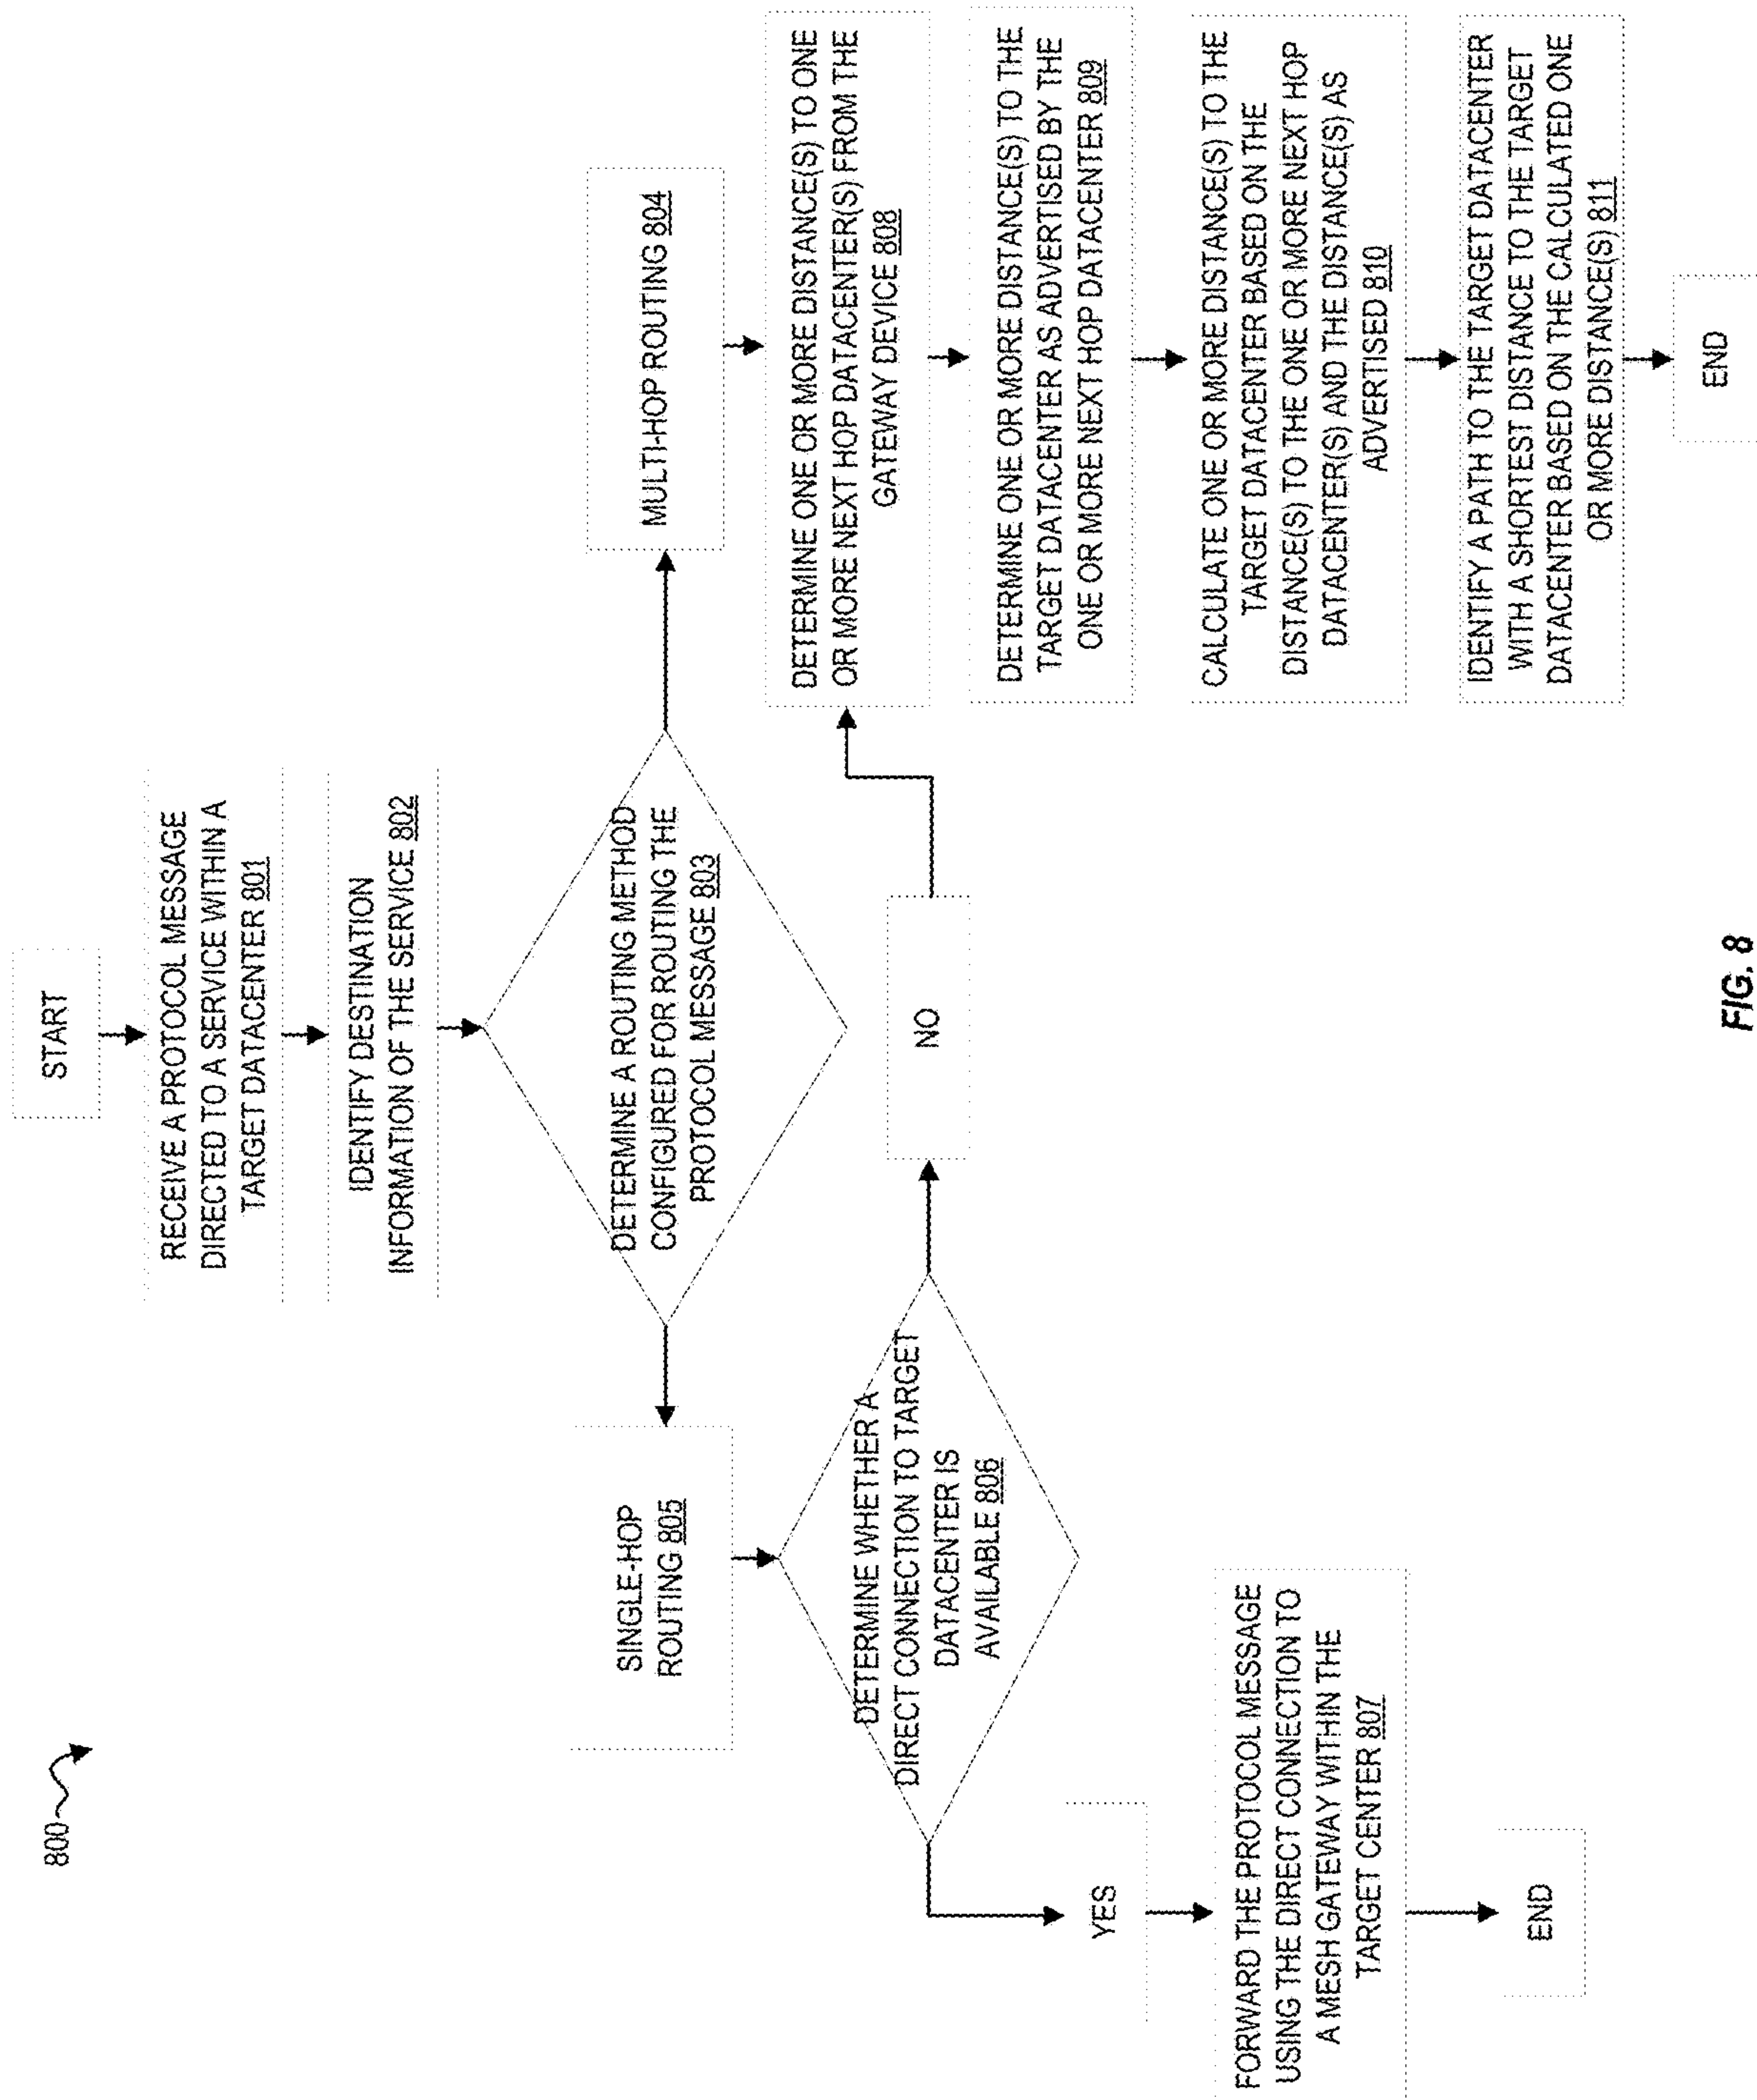 800
START
RECEIVE A PROTOCOL MESSAGE
DIRECTED TO A SERVICE WITHIN A
TARGET DATACENTER 801
IDENTIFY DESTINATION
INFORMATION OF THE SERVICE 802
DETERMINE A ROUTING METHOD
CONFIGURED FOR ROUTING THE
PROTOCOL MESSAGE 803
SINGLE-HOP
ROUTING 805
MULTI-HOP ROUTING 804
DETERMINE WHETHER A
DIRECT CONNECTION TO TARGET
DATACENTER IS
AVAILABLE 806
YES
NO
FORWARD THE PROTOCOL MESSAGE
USING THE DIRECT CONNECTION TO
A MESH GATEWAY WITHIN THE
TARGET CENTER 807
END
DETERMINE ONE OR MORE DISTANCE(S) TO ONE
OR MORE NEXT HOP DATACENTER(S) FROM THE
GATEWAY DEVICE 808
DETERMINE ONE OR MORE DISTANCE(S) TO THE
TARGET DATACENTER AS ADVERTISED BY THE
ONE OR MORE NEXT HOP DATACENTER 809
CALCULATE ONE OR MORE DISTANCE(S) TO THE
TARGET DATACENTER BASED ON THE
DISTANCE(S) TO THE ONE OR MORE NEXT HOP
DATACENTER(S) AND THE DISTANCE(S) AS
ADVERTISED 810
IDENTIFY A PATH TO THE TARGET DATACENTER
WITH A SHORTEST DISTANCE TO THE TARGET
DATACENTER BASED ON THE CALCULATED ONE
OR MORE DISTANCE(S) 811
END
FIG. 8